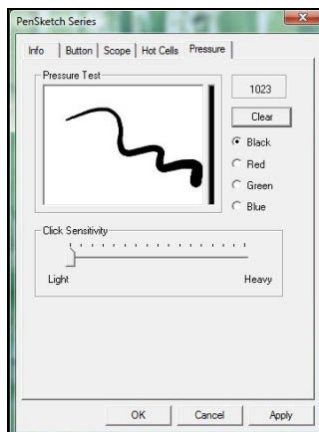 PenSketch Series
Info Button Scope Hot Cells Pressure
Pressure Test
1023
Clear
Black
Red
Green
Blue
Click Sensitivity
Light Heavy
OK Cancel Apply